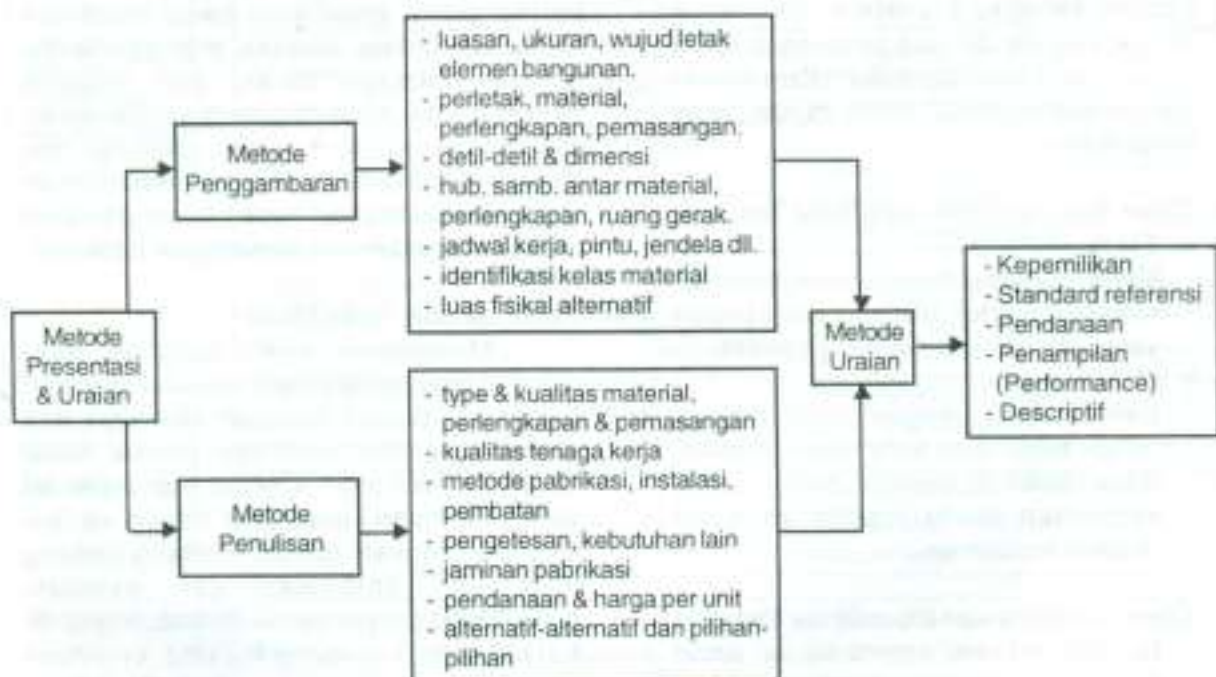 Metode
Presentasi
& Uraian
Metode
Penggambaran
- luasan, ukuran, wujud letak
elemen bangunan.
- perletak, material,
perlengkapan, pemasangan.
- detil-detil & dimensi
- hub. samb. antar material,
perlengkapan, ruang gerak.
- jadwal kerja, pintu, jendela dll.
- identifikasi kelas material
- luas fisikal alternatif
Metode
Penulisan
- type & kualitas material,
perlengkapan & pemasangan
- kualitas tenaga kerja
- metode pabrikasi, instalasi,
pembatan
- pengetesan, kebutuhan lain
- jaminan pabrikasi
- pendanaan & harga per unit
- alternatif-alternatif dan pilihan-
pilihan
Metode
Uraian
- Kepemilikan
- Standard referensi
- Pendanaan
- Penampilan
(Performance)
- Descriptif